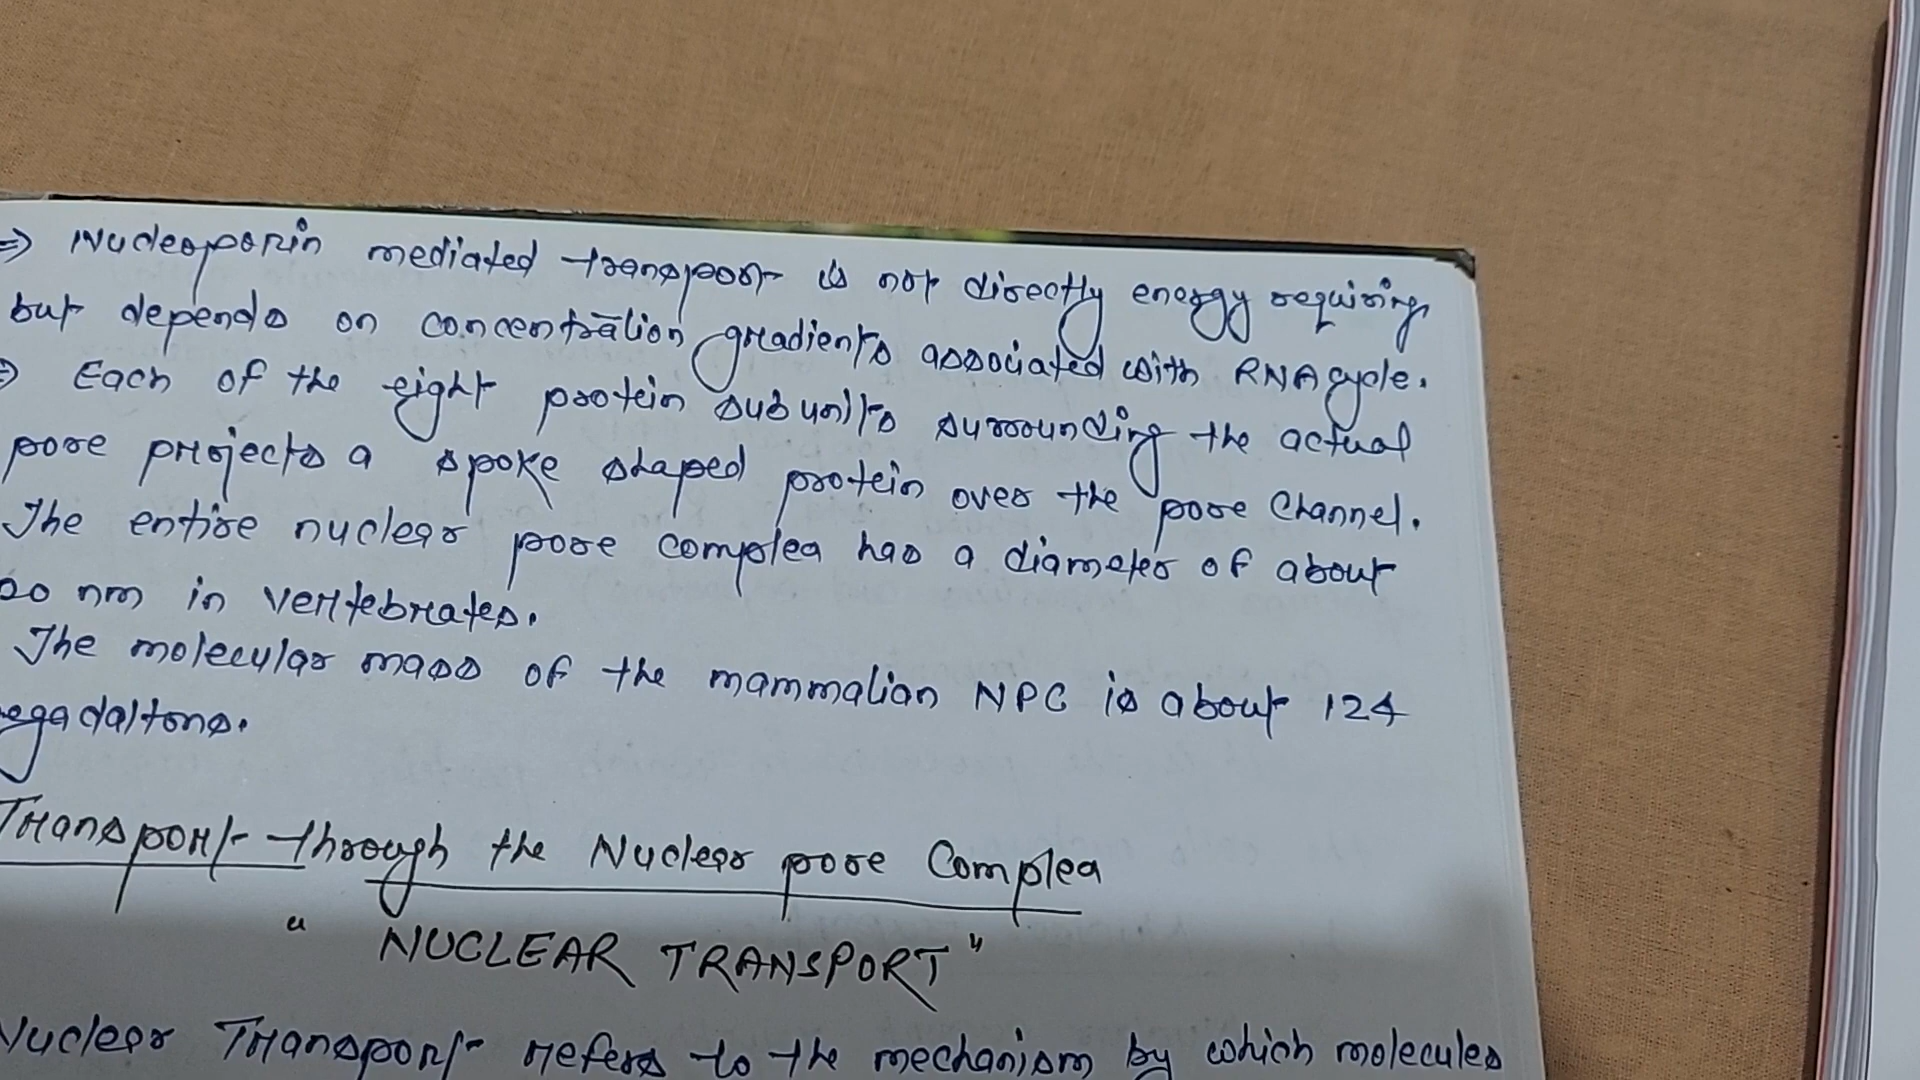 ⇒ Nucleoporin mediated transport is not directly energy requiring,
but depends on concentration gradients associated with RNA cycle.
⇒ Each of the eight protein subunits surrounding the actual
pore projects a spoke shaped protein over the pore Channel.
The entire nuclear pore complex has a diameter of about
20 nm in vertebrates.
The molecular mass of the mammalian NPC is about 124
egadaltons.
Transport through the Nuclear pore Complex
"NUCLEAR TRANSPORT"
Nuclear Transport refers to the mechanism by which molecules